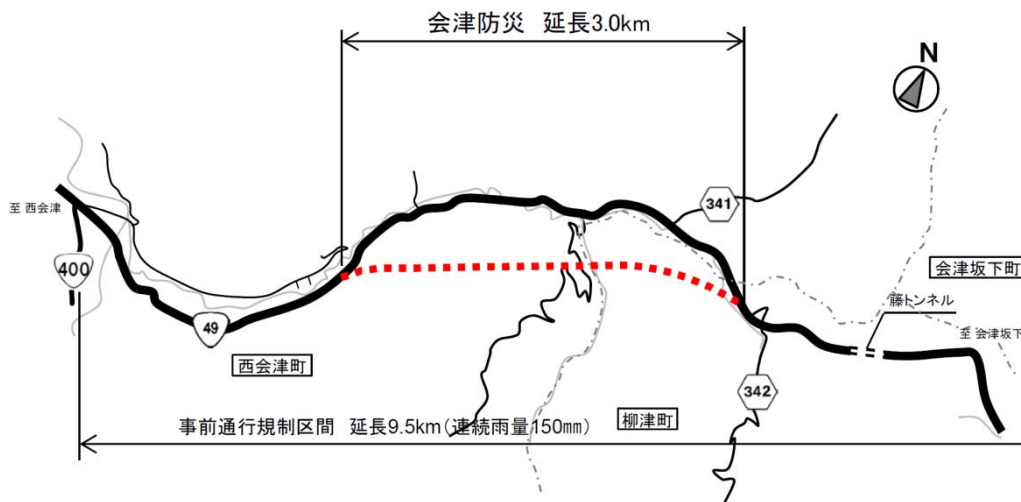 会津防災 延長3.0km
N
至 西会津
341
400
会津坂下町
藤トンネル
49
至 会津坂下
西会津町
342
柳津町
事前通行規制区間 延長9.5km(連続雨量150㎜)